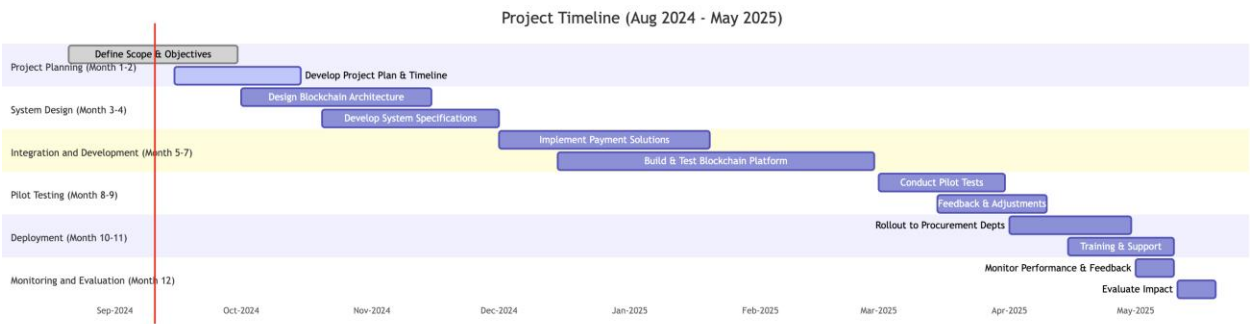 Project Timeline (Aug 2024 - May 2025)
Define Scope & Objectives
Project Planning (Month 1-2)
Develop Project Plan & Timeline
Design Blockchain Architecture
System Design (Month 3-4)
Develop System Specifications
Implement Payment Solutions
Integration and Development (Month 5-7)
Build & Test Blockchain Platform
Conduct Pilot Tests
Pilot Testing (Month 8-9)
Feedback & Adjustments
Rollout to Procurement Depts
Deployment (Month 10-11)
Training & Support
Monitor Performance & Feedback
Monitoring and Evaluation (Month 12)
Evaluate Impact
Sep-2024 Oct-2024 Nov-2024 Dec-2024 Jan-2025 Feb-2025 Mar-2025 Apr-2025 May-2025